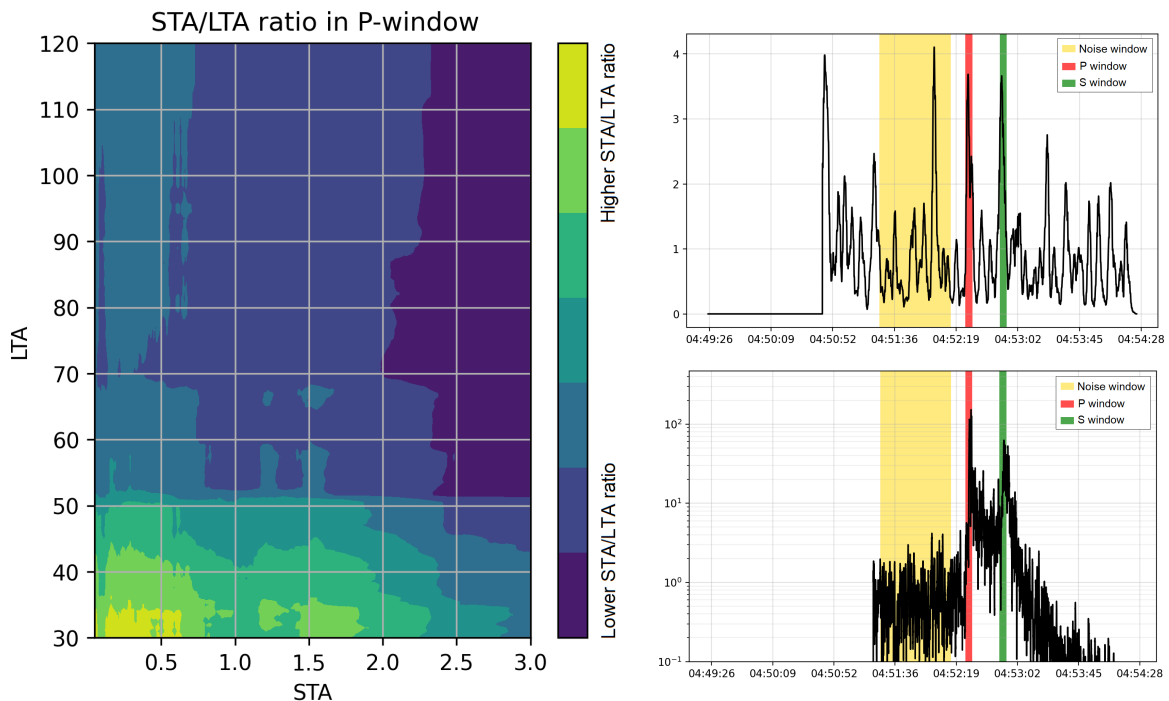 STA/LTA ratio in P-window
120
110
100
90
80
70
60
50
40
30
LTA
0.5 1.0 1.5 2.0 2.5 3.0
STA
Higher STA/LTA ratio
Lower STA/LTA ratio
4
3
2
1
0
Noise window
P window
S window
04:49:26 04:50:09 04:50:52 04:51:36 04:52:19 04:53:02 04:53:45 04:54:28
10²
10¹
10⁰
10⁻¹
Noise window
P window
S window
04:49:26 04:50:09 04:50:52 04:51:36 04:52:19 04:53:02 04:53:45 04:54:28